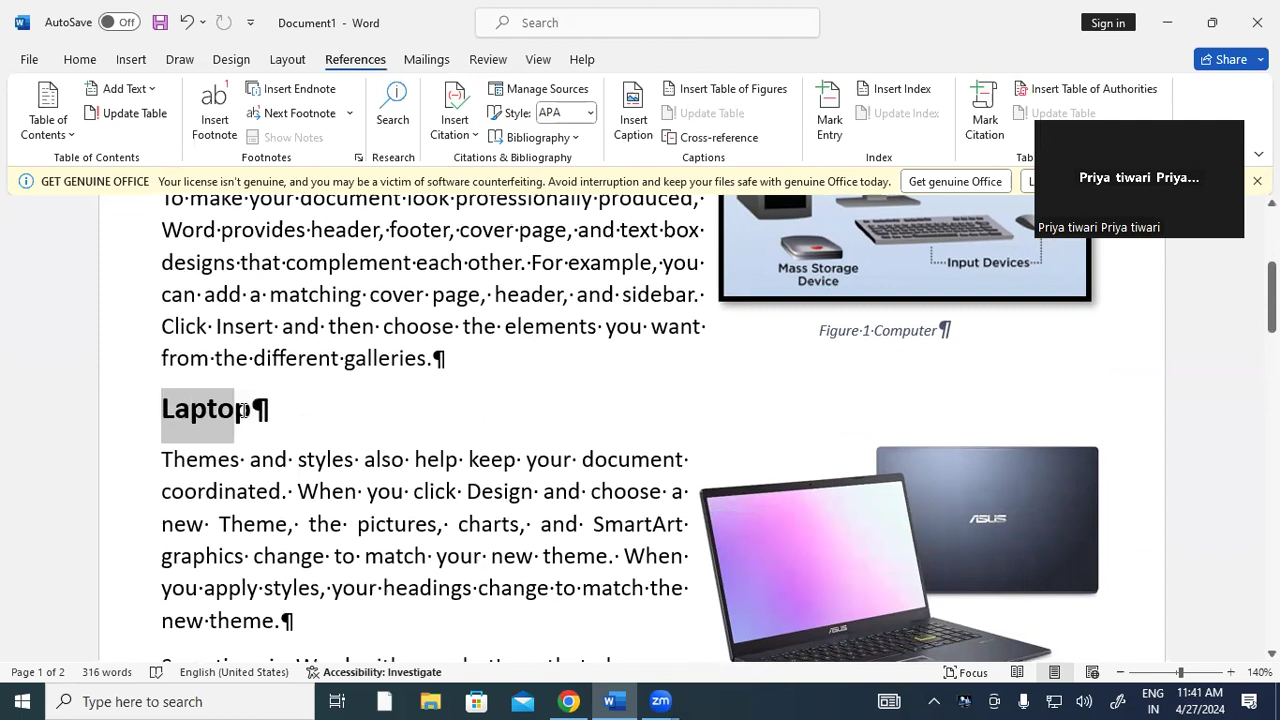 AutoSave Off Document1 - Word Search Sign in
File Home Insert Draw Design Layout References Mailings Review View Help Share
Table of Contents
Add Text
Update Table
Table of Contents
ab
Insert Footnote
Insert Endnote
Next Footnote
Show Notes
Footnotes
Search
Research
Insert Citation
Manage Sources
Style: APA
Bibliography
Citations & Bibliography
Insert Caption
Insert Table of Figures
Update Table
Cross-reference
Captions
Mark Entry
Insert Index
Update Index
Index
Mark Citation
Insert Table of Authorities
Update Table
GET GENUINE OFFICE Your license isn't genuine, and you may be a victim of software counterfeiting. Avoid interruption and keep your files safe with genuine Office today. Get genuine Office
Priya tiwari Priya...
Priya tiwari Priya tiwari
To·make·your·document·look·professionally·produced,·
Word·provides·header,·footer,·cover·page,·and·text·box·
designs·that·complement·each·other.·For·example,·you·
can·add·a·matching·cover·page,·header,·and·sidebar.·
Click·Insert·and·then·choose·the·elements·you·want·
from·the·different·galleries.¶
Mass Storage
Device
Input Devices
Figure·1·Computer¶
Laptop¶
Themes·and·styles·also·help·keep·your·document·
coordinated.·When·you·click·Design·and·choose·a·
new·Theme,·the·pictures,·charts,·and·SmartArt·
graphics·change·to·match·your·new·theme.·When·
you·apply·styles,·your·headings·change·to·match·the·
new·theme.¶
ASUS
ASUS
Page 1 of 2 316 words English (United States) Accessibility: Investigate Focus 140%
Type here to search
W
zm
ENG
IN
11:41 AM
4/27/2024